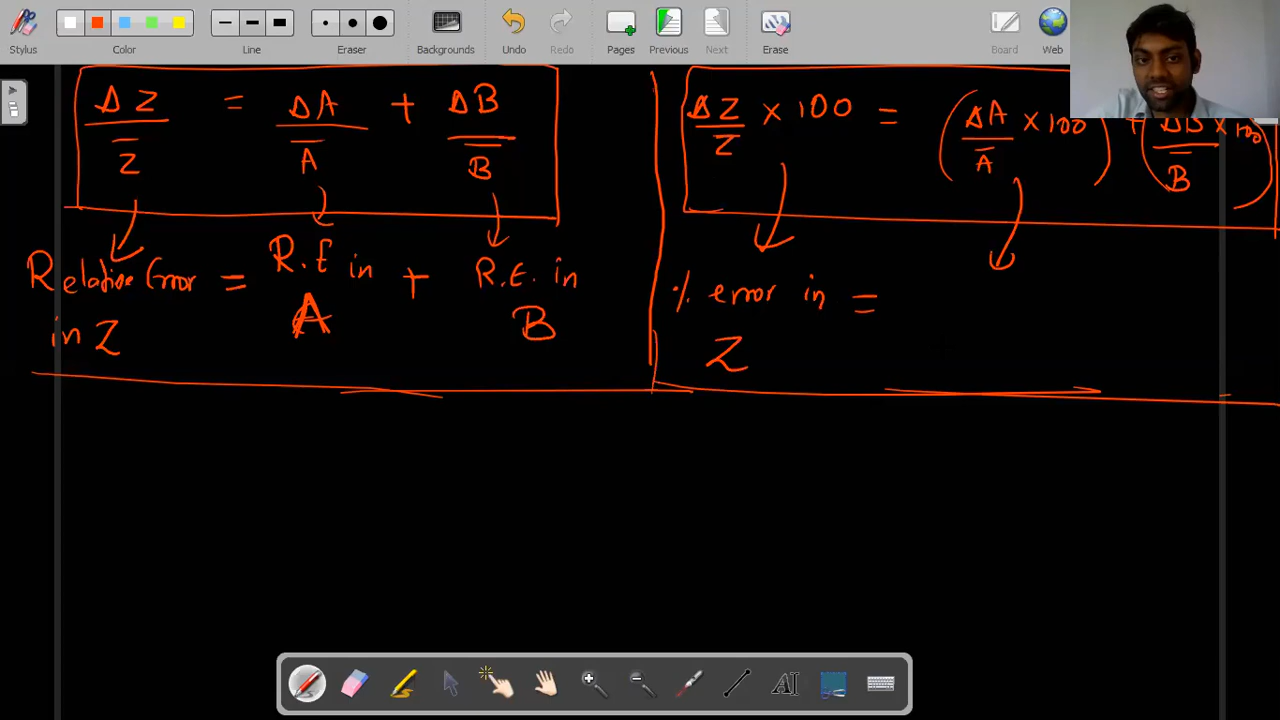 Stylus Color Line Eraser Backgrounds Undo Redo Pages Previous Next Erase Board Web
ΔZ/Z̅ = ΔA/A̅ + ΔB/B̅
ΔZ/Z × 100 = (ΔA/A̅ × 100) + (ΔB/B̅ × 100)
Relative Error in Z = R.E in A + R.E. in B
% error in Z =
AI